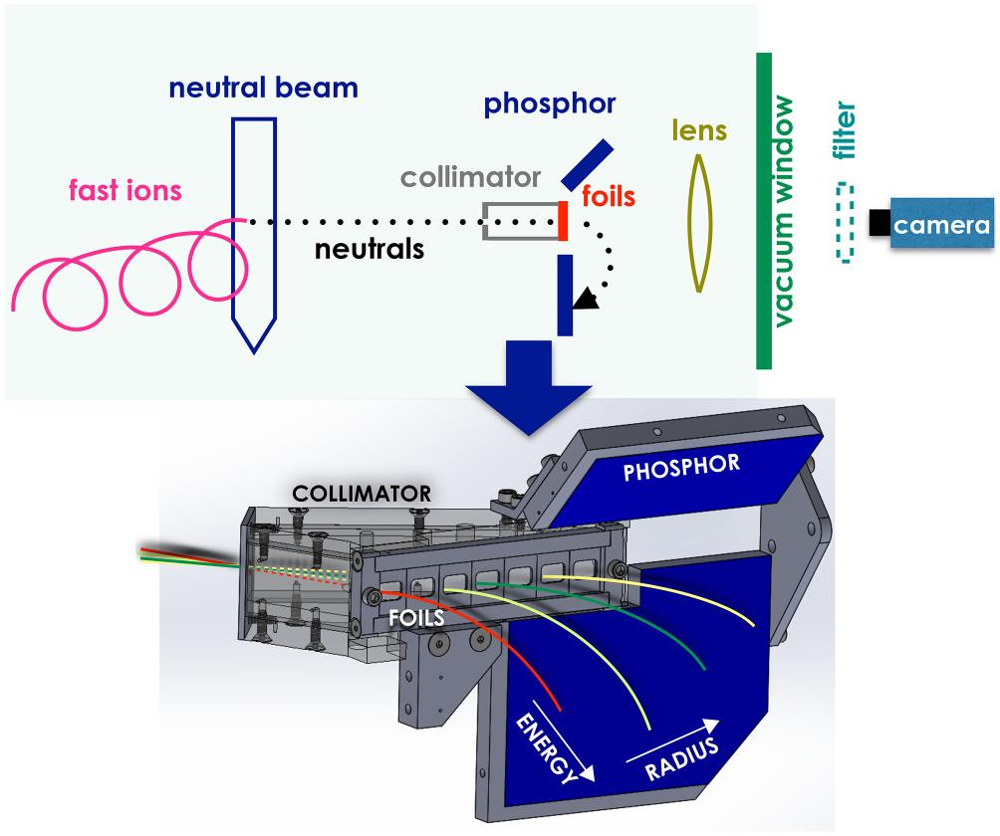 neutral beam
phosphor
lens
vacuum window
filter
fast ions
collimator
foils
camera
neutrals
PHOSPHOR
COLLIMATOR
FOILS
ENERGY
RADIUS